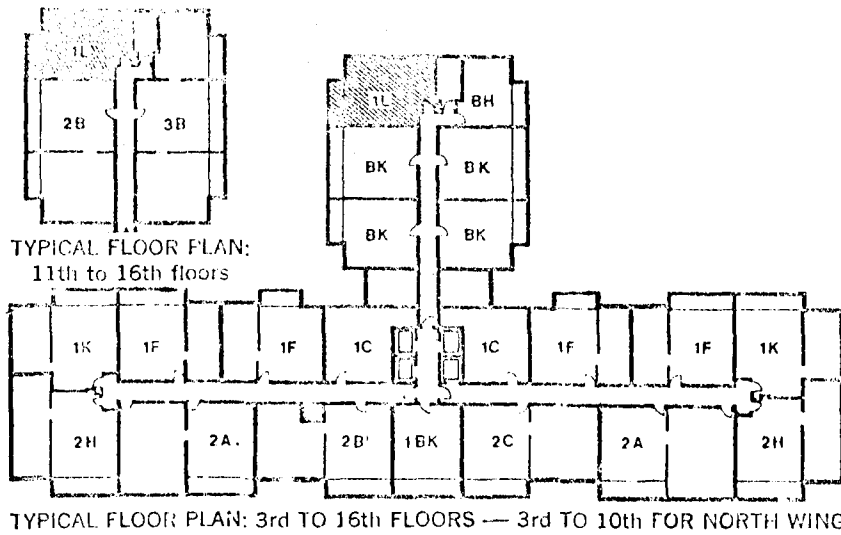 1L
2B 3B
TYPICAL FLOOR PLAN:
11th to 16th floors
1L BH
BK BK
BK BK
1K 1F 1F 1C 1C 1F 1F 1K
2H 2A. 2B' 1BK 2C 2A 2H
TYPICAL FLOOR PLAN: 3rd TO 16th FLOORS — 3rd TO 10th FOR NORTH WING